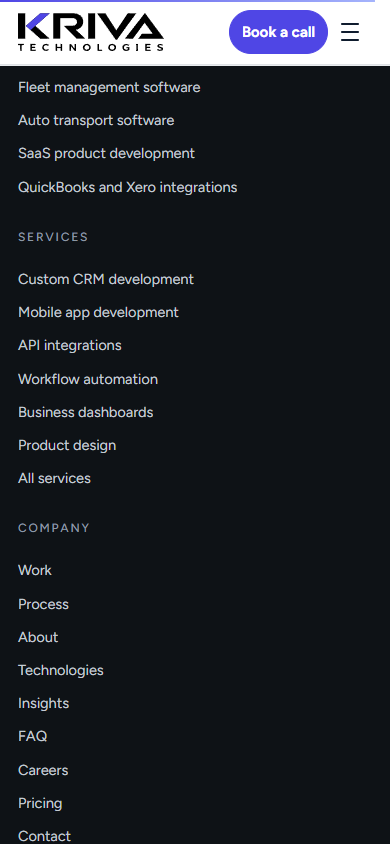 KRIVA
TECHNOLOGIES
Book a call
Fleet management software
Auto transport software
SaaS product development
QuickBooks and Xero integrations
SERVICES
Custom CRM development
Mobile app development
API integrations
Workflow automation
Business dashboards
Product design
All services
COMPANY
Work
Process
About
Technologies
Insights
FAQ
Careers
Pricing
Contact